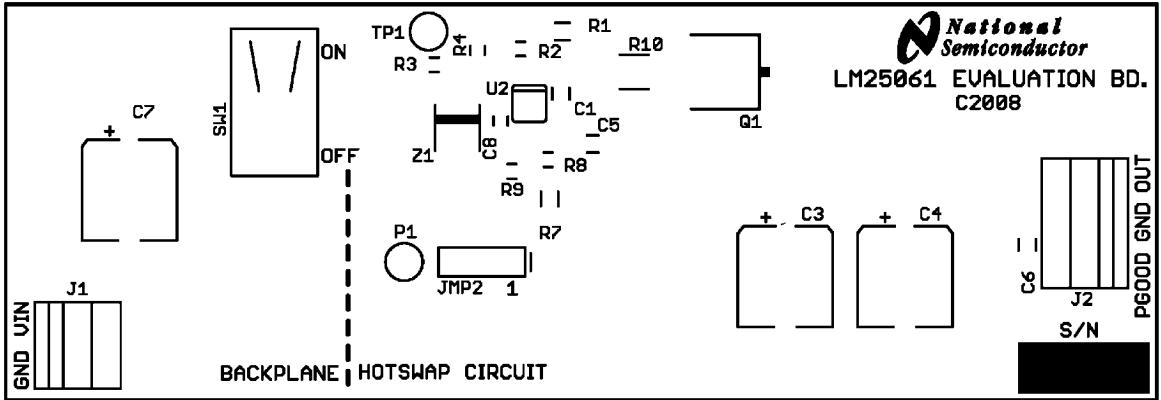 National
Semiconductor
LM25061 EVALUATION BD.
C2008
TP1
R4
R1
R2
R10
R3
ON
U2
C1
C7
+
SW1
Q1
C5
Z1
C8
OFF
R8
R9
R7
P1
+
C3
+
C4
JMP2
1
C6
J2
PGOOD GND OUT
J1
GND VIN
S/N
BACKPLANE
HOTSWAP CIRCUIT